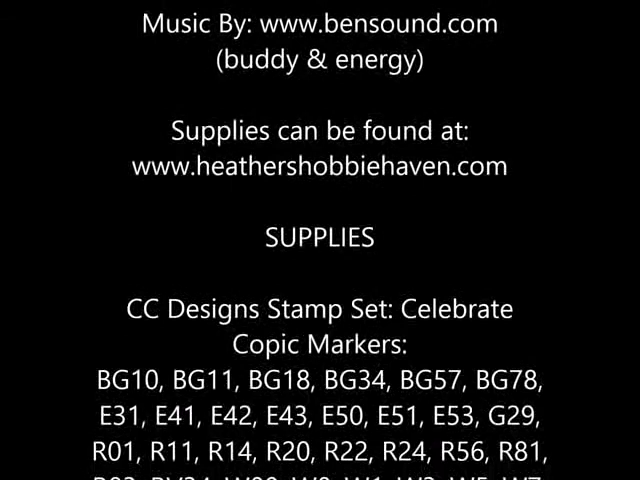 Music By: www.bensound.com
(buddy & energy)
Supplies can be found at:
www.heathershobbiehaven.com
SUPPLIES
CC Designs Stamp Set: Celebrate
Copic Markers:
BG10, BG11, BG18, BG34, BG57, BG78,
E31, E41, E42, E43, E50, E51, E53, G29,
R01, R11, R14, R20, R22, R24, R56, R81,